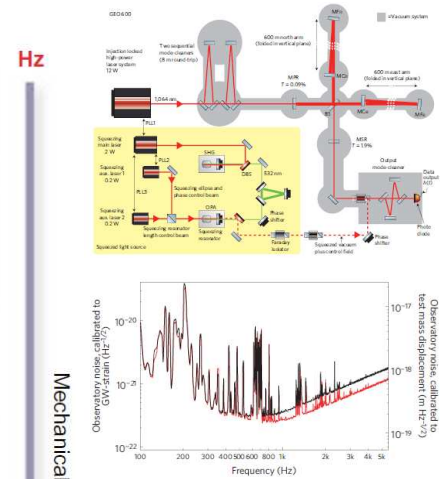 Hz
Mechanical
GEO600
Injection locked
high-power
laser system
12 W
Two sequential
mode-cleaners
(8 m round trip)
1,064 nm
600 m north arm
(folded in vertical plane)
=Vacuum system
600 m east arm
(folded in vertical plane)
MFn
MCn
MPR
T = 0.09%
BS
MCe
MFe
MSR
T = 1.9%
Output
mode-cleaner
Data
output
h(t)
Photo
diode
Phase
shifter
PLL1
PLL2
PLL3
Squeezing
main laser
2 W
Squeezing
aux. laser 1
0.2 W
Squeezing
aux. laser 2
0.2 W
SHG
DBS
532 nm
Squeezing ellipse and
phase control beam
OPA
Squeezing resonator
length control beam
Squeezing
resonator
Phase
shifter
Faraday
isolator
Squeezed vacuum
plus control field
Squeezed light source
Observatory noise, calibrated to
GW-strain (Hz⁻¹/²)
10⁻²⁰
10⁻²¹
10⁻²²
10⁻¹⁷
10⁻¹⁸
10⁻¹⁹
Observatory noise, calibrated to
test mass displacement (m Hz⁻¹/²)
100 200 300 400 500 600 800 1k 2k 3k 4k 5k
Frequency (Hz)